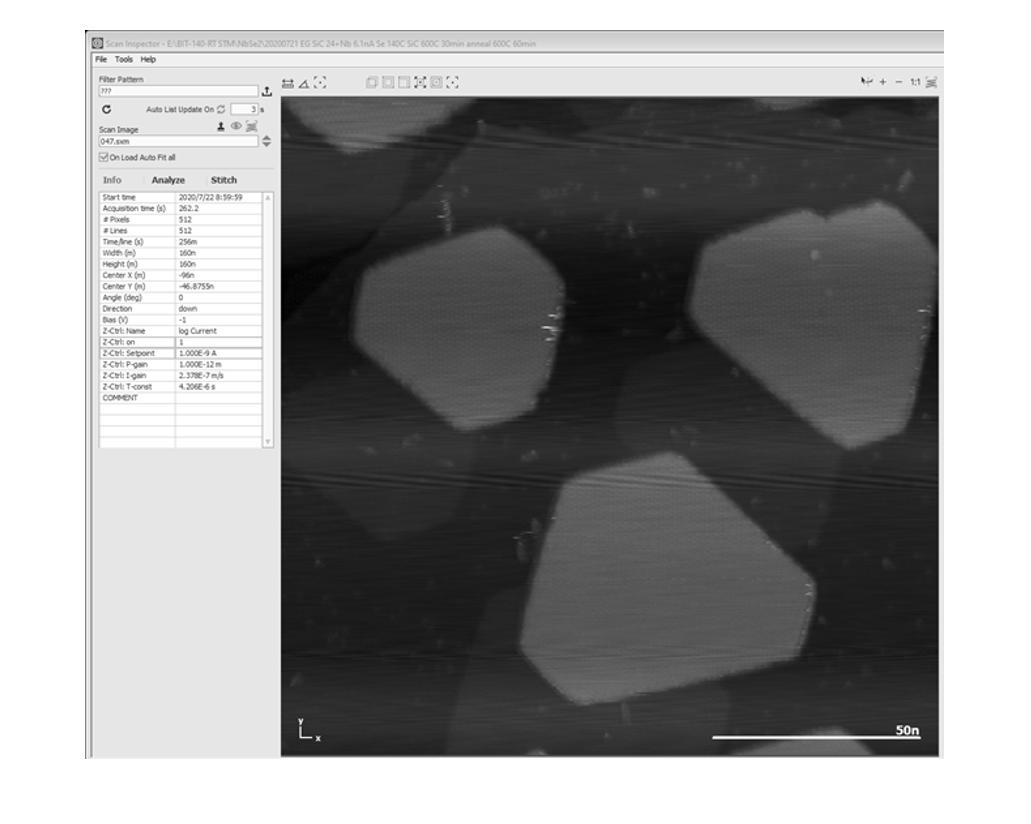 Scan Inspector - E:\BIT-140-RT STM\NbSe2\20200721 EG SiC 24+Nb 6.1nA Se 140C SiC 600C 30min anneal 600C 60min
File Tools Help
Filter Pattern
???
Auto List Update On 3 s
Scan Image
047.sxm
On Load Auto Fit all
1:1
Info Analyze Stitch
Start time 2020/7/22 8:59:59
Acquisition time (s) 262.2
# Pixels 512
# Lines 512
Time/line (s) 256m
Width (m) 160n
Height (m) 160n
Center X (m) -96n
Center Y (m) -46.8755n
Angle (deg) 0
Direction down
Bias (V) -1
Z-Ctrl: Name log Current
Z-Ctrl: on 1
Z-Ctrl: Setpoint 1.000E-9 A
Z-Ctrl: P-gain 1.000E-12 m
Z-Ctrl: I-gain 2.378E-7 m/s
Z-Ctrl: T-const 4.206E-6 s
COMMENT
y
x
50n